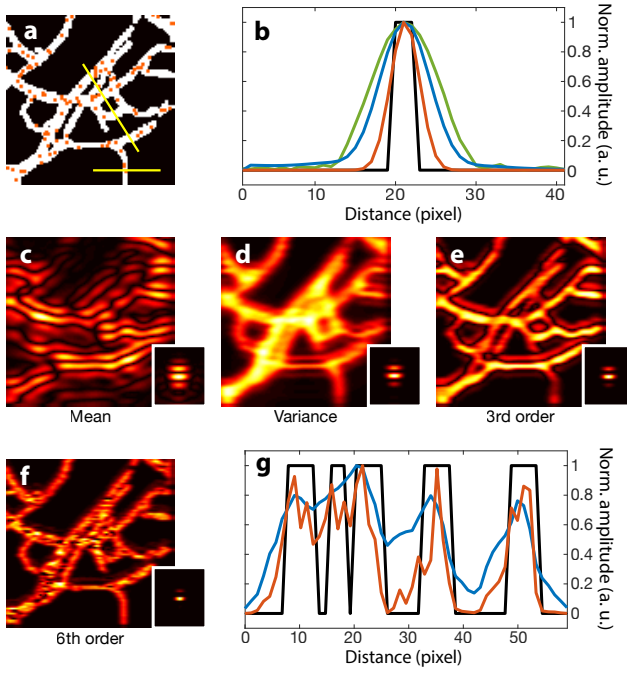 a
b
1
0.8
0.6
0.4
0.2
0
0 10 20 30 40
Distance (pixel)
Norm. amplitude (a. u.)
c
Mean
d
Variance
e
3rd order
f
6th order
g
1
0.8
0.6
0.4
0.2
0
0 10 20 30 40 50
Distance (pixel)
Norm. amplitude (a. u.)